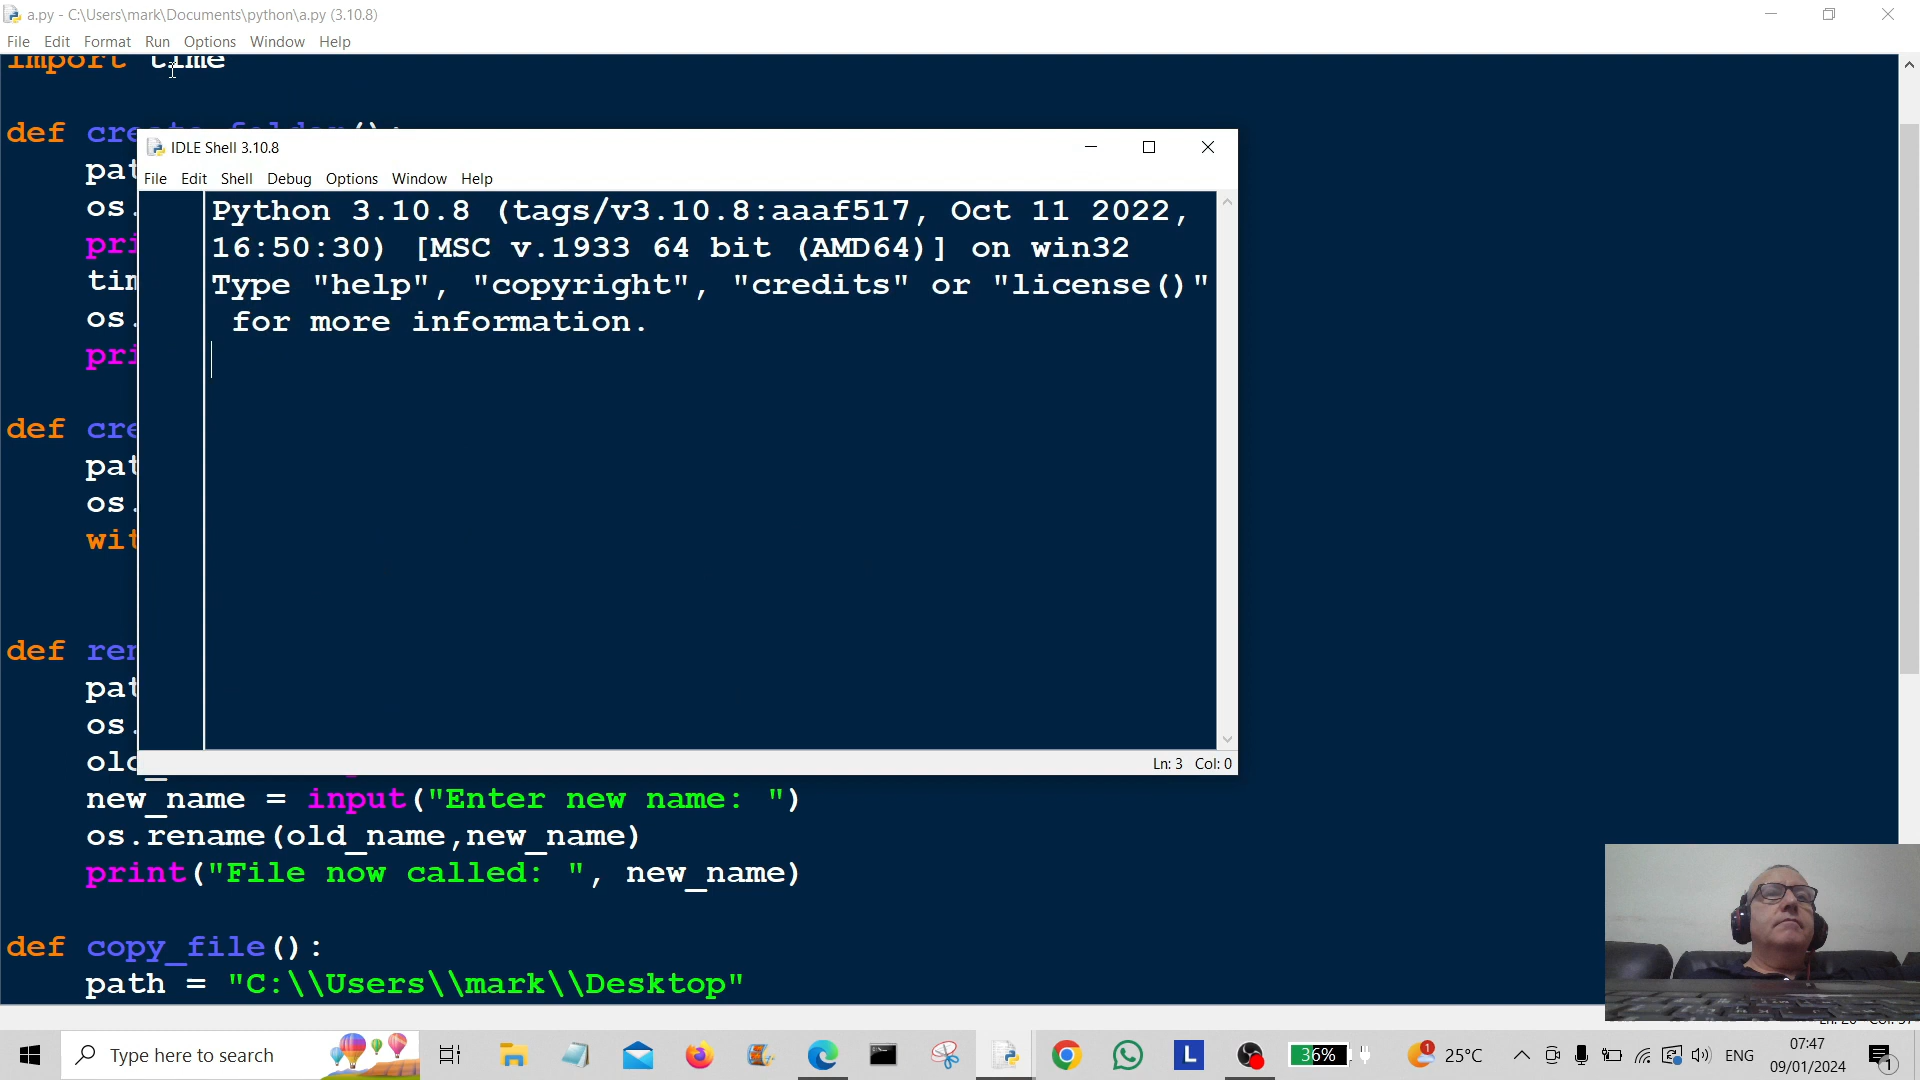 a.py - C:\Users\mark\Documents\python\a.py (3.10.8)
File Edit Format Run Options Window Help
import time
def create_folder():
pat
os.
pri
tim
os.
pri
def cre
pat
os.
wit
def ren
pat
os.
old_
new_name = input("Enter new name: ")
os.rename(old_name,new_name)
print("File now called: ", new_name)
def copy_file():
path = "C:\\Users\\mark\\Desktop"
IDLE Shell 3.10.8
File Edit Shell Debug Options Window Help
Python 3.10.8 (tags/v3.10.8:aaaf517, Oct 11 2022,
16:50:30) [MSC v.1933 64 bit (AMD64)] on win32
Type "help", "copyright", "credits" or "license()"
for more information.
Ln: 3 Col: 0
Type here to search
L
36%
1
25°C
ENG
07:47
09/01/2024
1